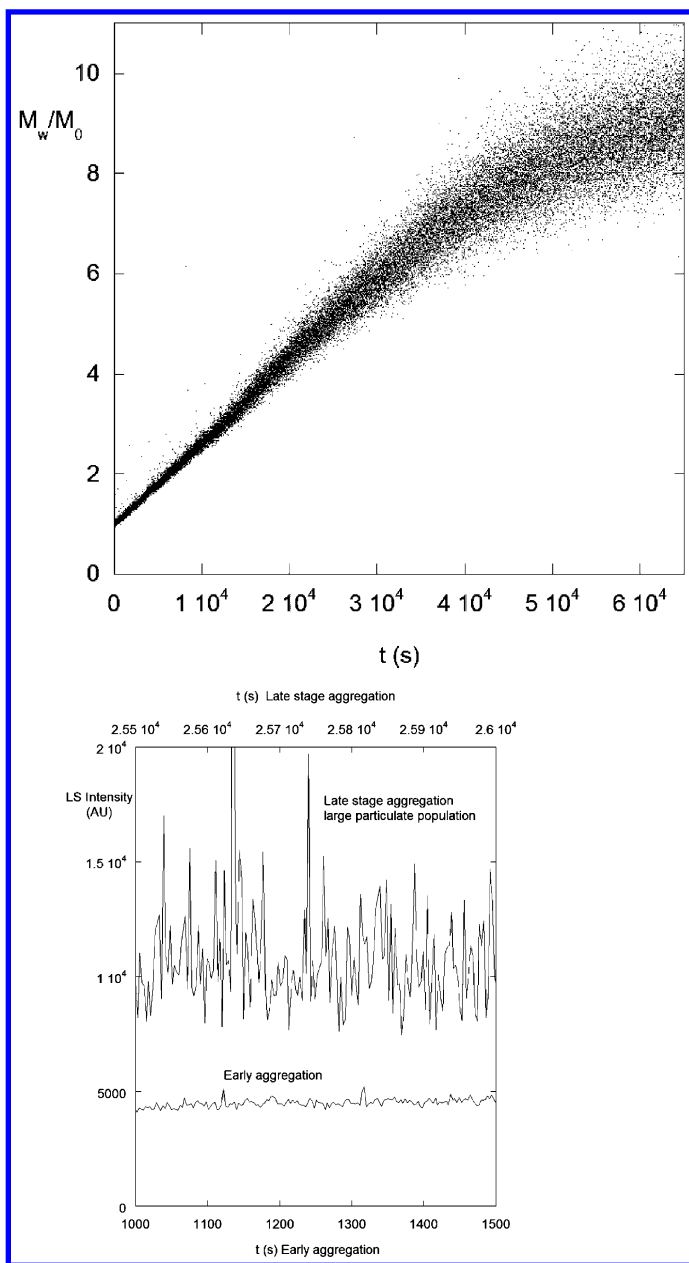 10
M_w/M_0
8
6
4
2
0
0 1 10^4 2 10^4 3 10^4 4 10^4 5 10^4 6 10^4
t (s)
t (s) Late stage aggregation
2.55 10^4 2.56 10^4 2.57 10^4 2.58 10^4 2.59 10^4 2.6 10^4
2 10^4
LS Intensity
(AU)
Late stage aggregation
large particulate population
1.5 10^4
1 10^4
Early aggregation
5000
0
1000 1100 1200 1300 1400 1500
t (s) Early aggregation